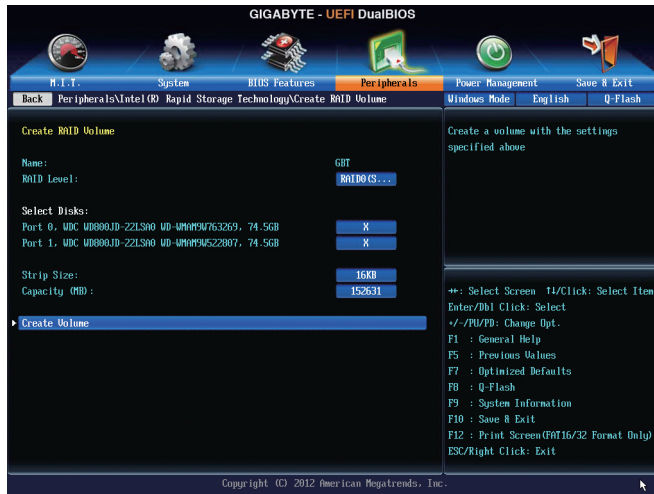 GIGABYTE - UEFI DualBIOS
M.I.T. System BIOS Features Peripherals Power Management Save & Exit
Back Peripherals\Intel(R) Rapid Storage Technology\Create RAID Volume Windows Mode English Q-Flash
Create RAID Volume
Name: GBT
RAID Level: RAID0(S...
Select Disks:
Port 0, WDC WD800JD-22LSA0 WD-WMAM9W763269, 74.5GB X
Port 1, WDC WD800JD-22LSA0 WD-WMAM9W522807, 74.5GB X
Strip Size: 16KB
Capacity (MB): 152631
Create Volume
Create a volume with the settings
specified above
→←: Select Screen ↑↓/Click: Select Item
Enter/Dbl Click: Select
+/-/PU/PD: Change Opt.
F1 : General Help
F5 : Previous Values
F7 : Optimized Defaults
F8 : Q-Flash
F9 : System Information
F10 : Save & Exit
F12 : Print Screen(FAT16/32 Format Only)
ESC/Right Click: Exit
Copyright (C) 2012 American Megatrends, Inc.